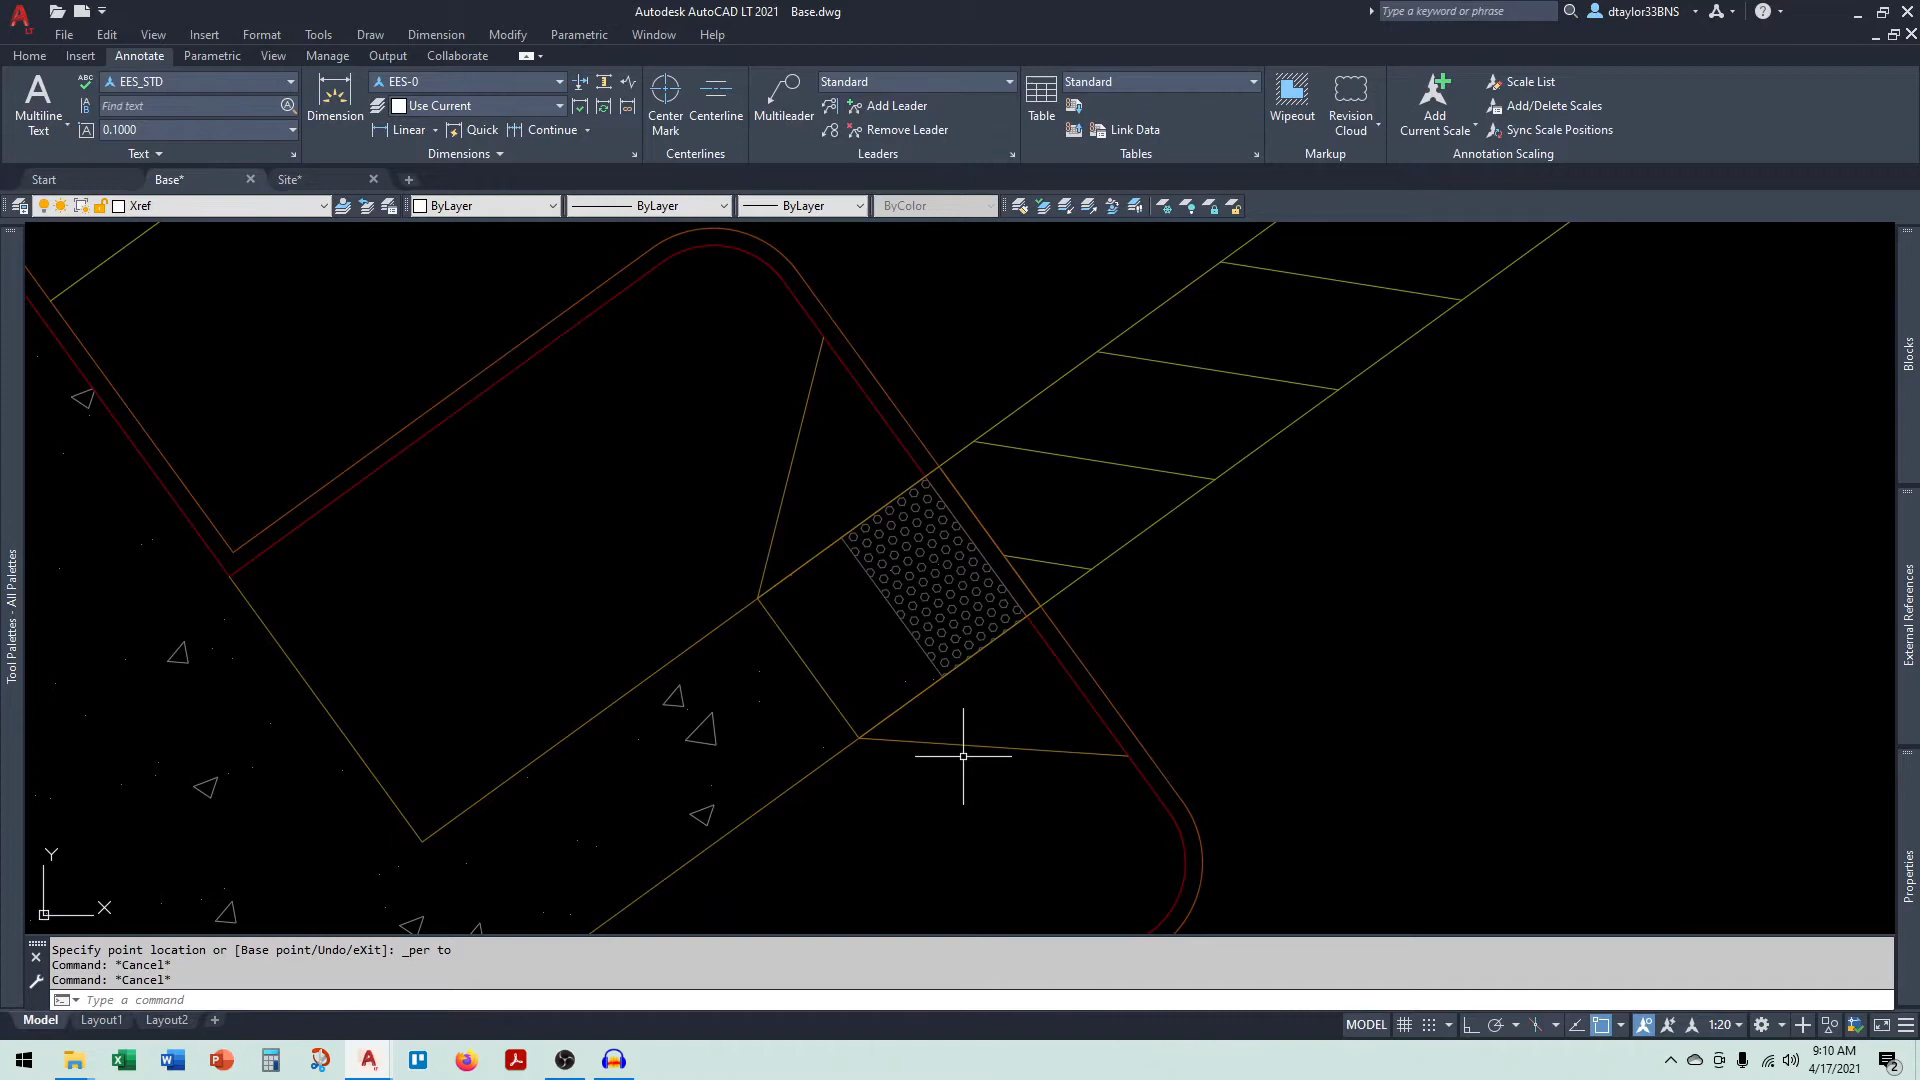 Autodesk AutoCAD LT 2021 Base.dwg
Type a keyword or phrase
dtaylor33BNS
LT
File Edit View Insert Format Tools Draw Dimension Modify Parametric Window Help
Home Insert Annotate Parametric View Manage Output Collaborate
Multiline Text
ABC
EES_STD
Find text
0.1000
Text
Dimension
EES-0
Use Current
Linear Quick Continue
Dimensions
Center Mark
Centerline
Centerlines
Multileader
Standard
Add Leader
Remove Leader
Leaders
Table
Standard
Link Data
Tables
Wipeout
Revision Cloud
Markup
Add Current Scale
Scale List
Add/Delete Scales
Sync Scale Positions
Annotation Scaling
Start Base* Site*
Xref ByLayer ByLayer ByLayer ByColor
Tool Palettes - All Palettes
Blocks
External References
Properties
Y
X
Specify point location or [Base point/Undo/eXit]: _per to
Command: *Cancel*
Command: *Cancel*
Type a command
Model Layout1 Layout2
MODEL
1:20
9:10 AM
4/17/2021
2